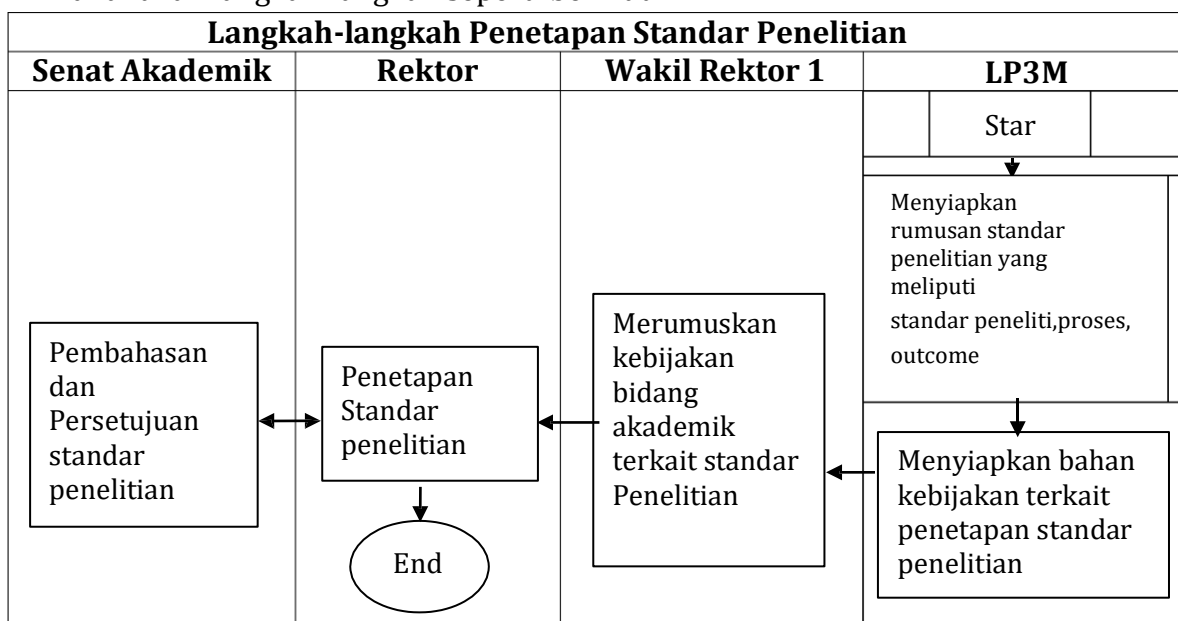 Langkah-langkah Penetapan Standar Penelitian
Senat Akademik
Rektor
Wakil Rektor 1
LP3M
Star
Menyiapkan
rumusan standar
penelitian yang
meliputi
standar peneliti,proses,
outcome
Pembahasan
dan
Persetujuan
standar
penelitian
Penetapan
Standar
penelitian
Merumuskan
kebijakan
bidang
akademik
terkait standar
Penelitian
Menyiapkan bahan
kebijakan terkait
penetapan standar
penelitian
End